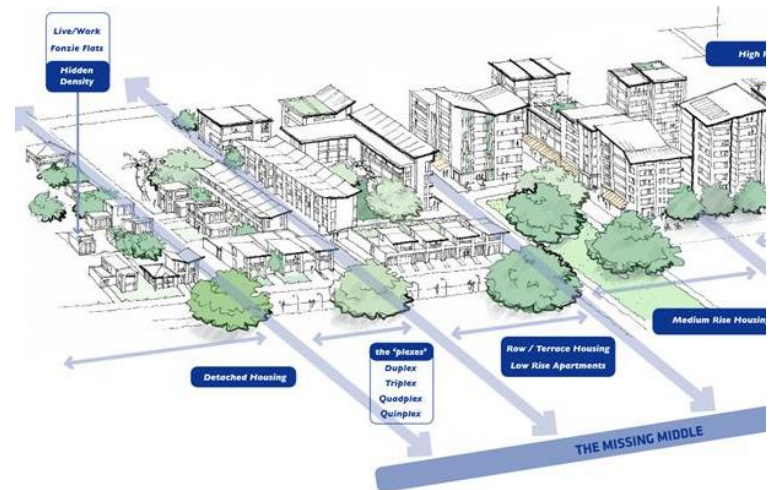 Live/Work
Fonzie Flats
Hidden
Density
High
Medium Rise Housing
Row / Terrace Housing
Low Rise Apartments
the 'plexes'
Duplex
Triplex
Quadplex
Quinplex
Detached Housing
THE MISSING MIDDLE